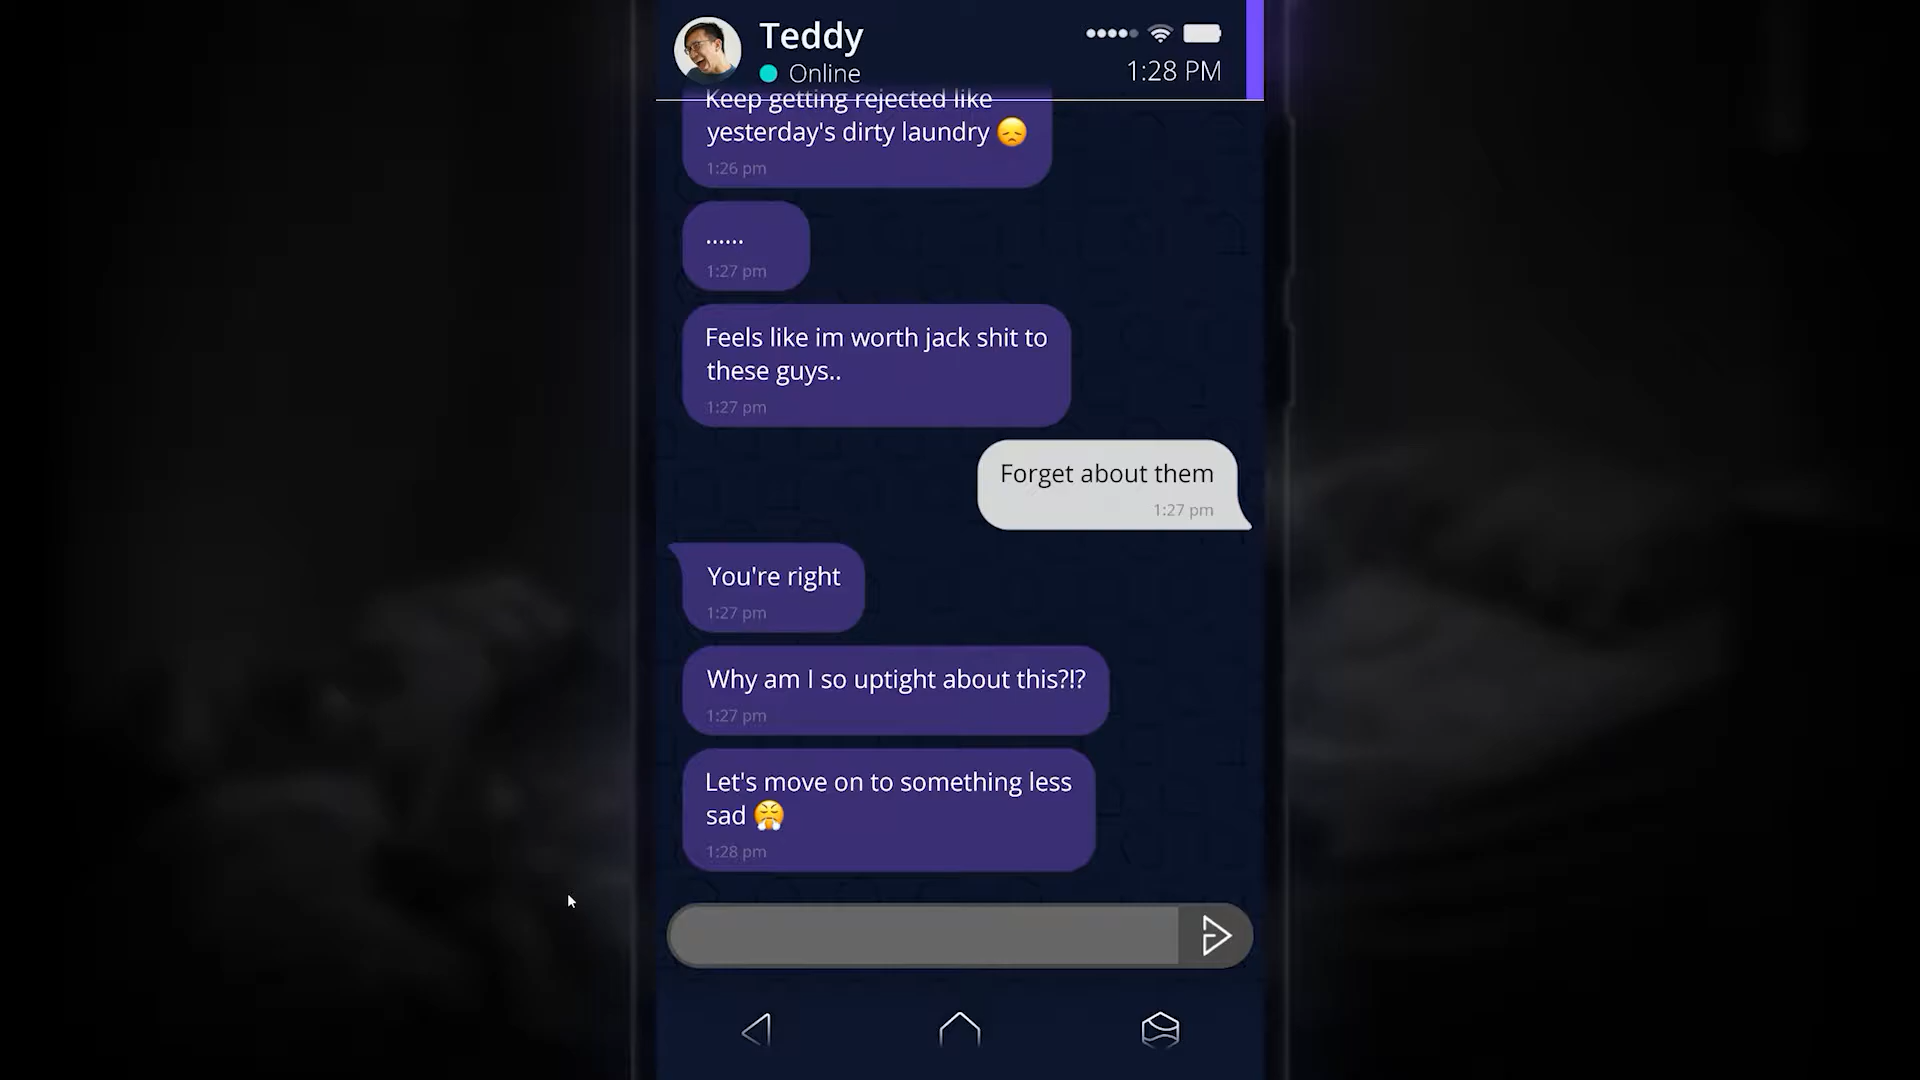 Teddy
Online
1:28 PM
Keep getting rejected like
yesterday's dirty laundry 😞
1:26 pm
......
1:27 pm
Feels like im worth jack shit to
these guys..
1:27 pm
Forget about them
1:27 pm
You're right
1:27 pm
Why am I so uptight about this?!?
1:27 pm
Let's move on to something less
sad 😤
1:28 pm